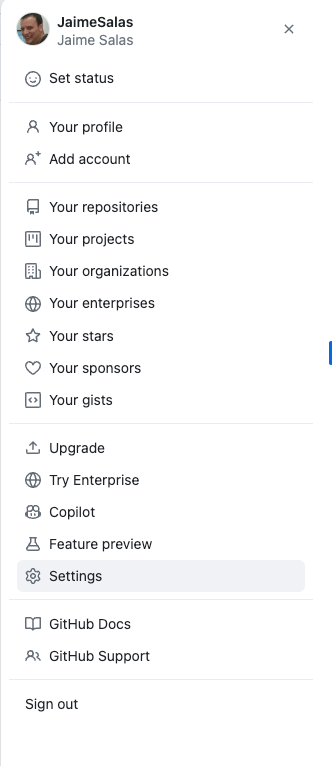 JaimeSalas
Jaime Salas
Set status
Your profile
Add account
Your repositories
Your projects
Your organizations
Your enterprises
Your stars
Your sponsors
Your gists
Upgrade
Try Enterprise
Copilot
Feature preview
Settings
GitHub Docs
GitHub Support
Sign out